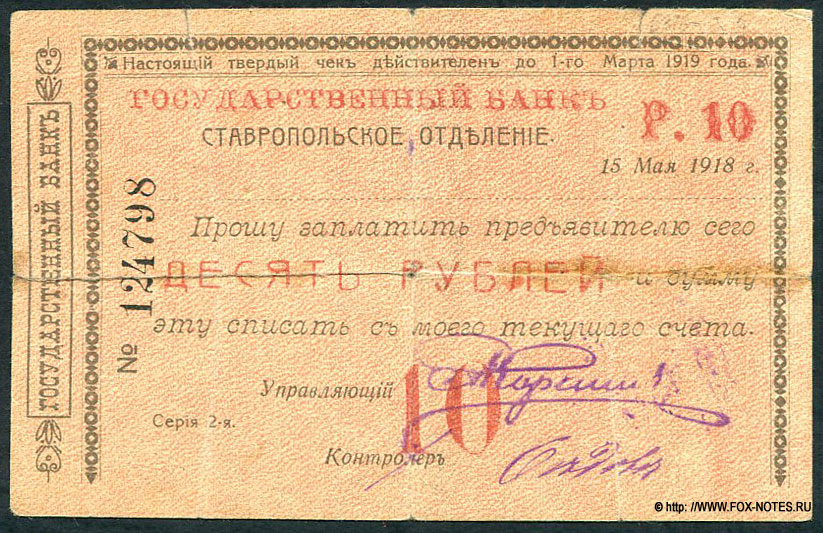 Настоящій твердый чекъ дѣйствителенъ до 1-го Марта 1919 года.
ГОСУДАРСТВЕННЫЙ БАНКЪ
ГОСУДАРСТВЕННЫЙ БАНКЪ
Р. 10
СТАВРОПОЛЬСКОЕ ОТДѢЛЕНІЕ.
15 Мая 1918 г.
№ 124798
Прошу заплатить предъявителю сего
ДЕСЯТЬ РУБЛЕЙ и сумму
эту списать съ моего текущаго счета.
Управляющій
10
Серія 2-я.
Контролеръ
© http: //WWW.FOX-NOTES.RU